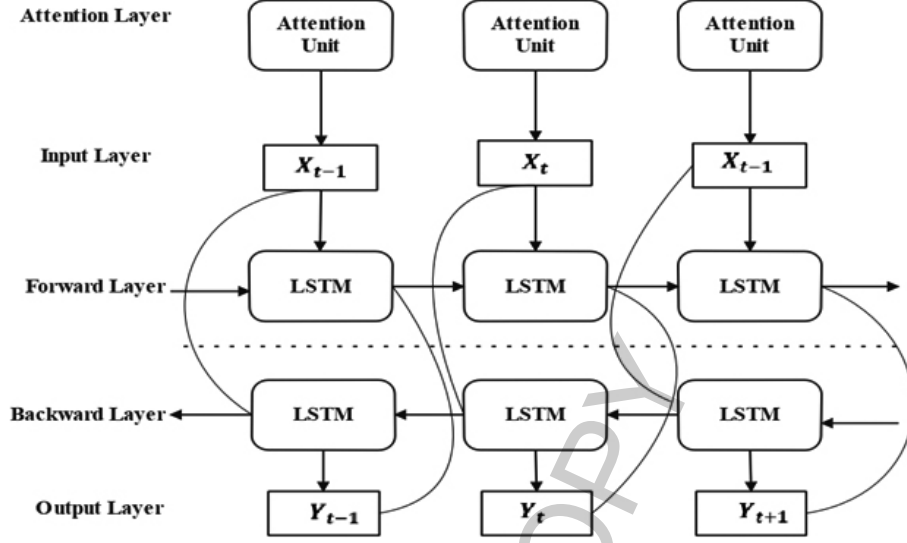 Attention Layer
Attention
Unit
Attention
Unit
Attention
Unit
Input Layer
X_{t-1}
X_t
X_{t-1}
Forward Layer
LSTM
LSTM
LSTM
Backward Layer
LSTM
LSTM
LSTM
Output Layer
Y_{t-1}
Y_t
Y_{t+1}
OPY